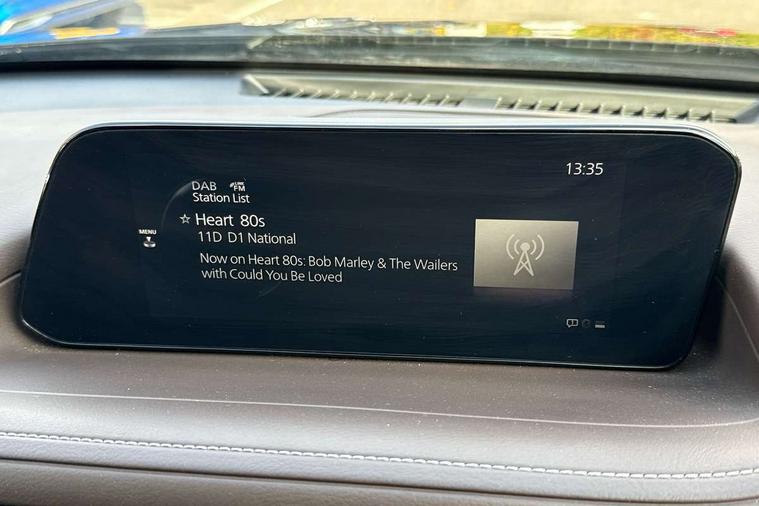 13:35
DAB
FM
Station List
☆ Heart 80s
11D D1 National
MENU
Now on Heart 80s: Bob Marley & The Wailers
with Could You Be Loved